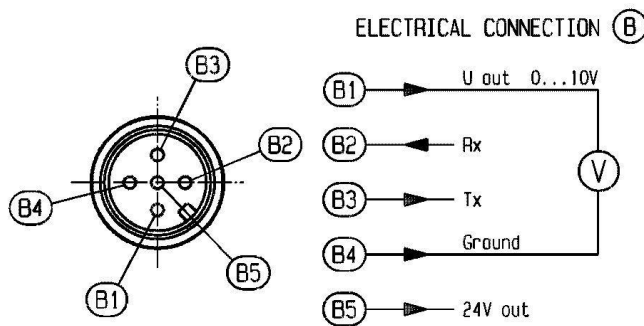 ELECTRICAL CONNECTION B
B3
B2
B4
B5
B1
B1 U out 0...10V
B2 Rx
V
B3 Tx
B4 Ground
B5 24V out